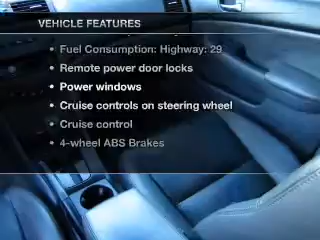 VEHICLE FEATURES
• Fuel Consumption: Highway: 29
• Remote power door locks
• Power windows
• Cruise controls on steering wheel
• Cruise control
• 4-wheel ABS Brakes